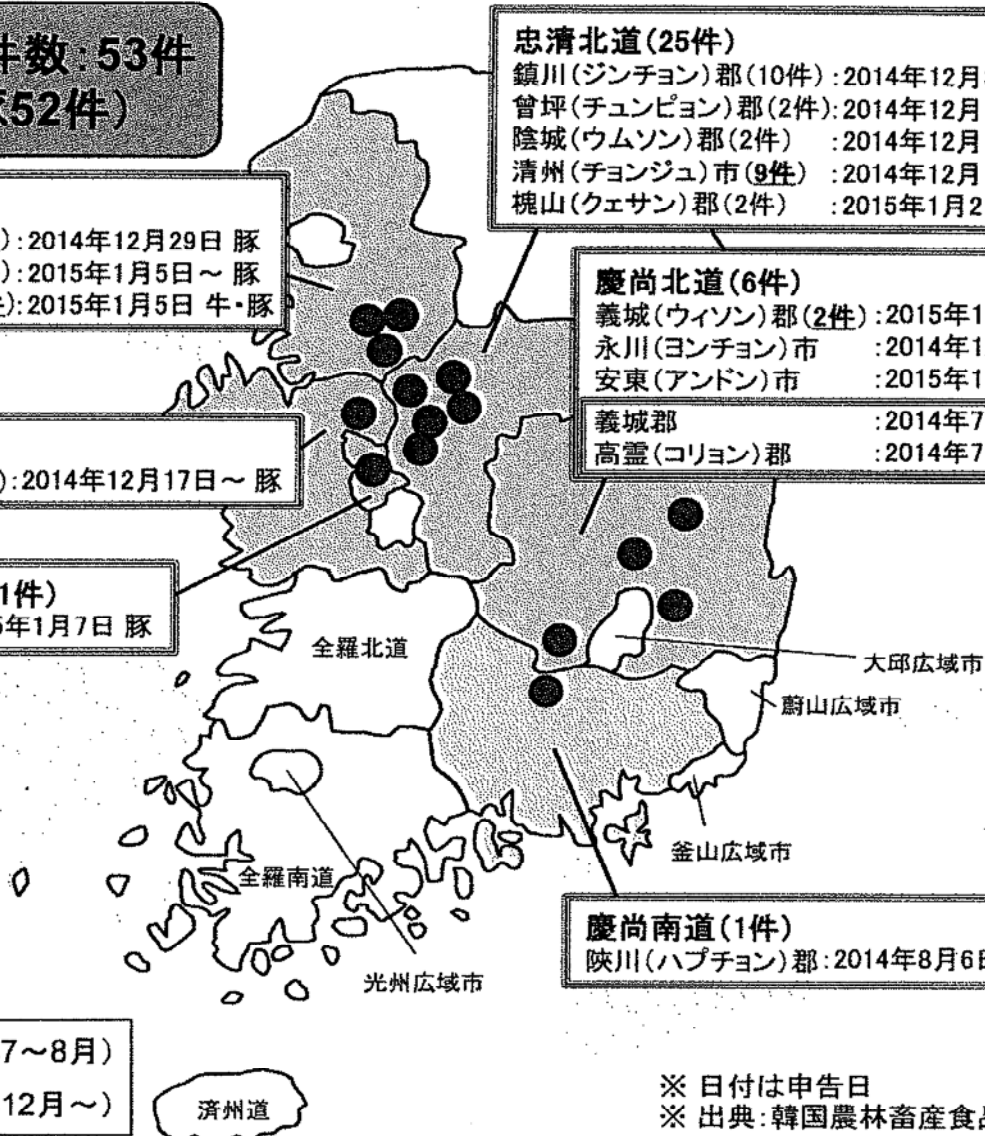 件数:53件
52件)
忠清北道(25件)
鎮川(ジンチョン)郡(10件):2014年12月
曾坪(チュンピョン)郡(2件):2014年12月
陰城(ウムソン)郡(2件) :2014年12月
清州(チョンジュ)市(9件) :2014年12月
槐山(クェサン)郡(2件) :2015年1月2
):2014年12月29日 豚
):2015年1月5日~ 豚
):2015年1月5日 牛・豚
慶尚北道(6件)
義城(ウィソン)郡(2件):2015年1
永川(ヨンチョン)市 :2014年1
安東(アンドン)市 :2015年1
義城郡 :2014年7
高霊(コリョン)郡 :2014年7
):2014年12月17日~ 豚
1件)
年1月7日 豚
全羅北道
大邱広域市
蔚山広域市
釜山広域市
全羅南道
光州広域市
慶尚南道(1件)
陜川(ハプチョン)郡:2014年8月6日
7~8月)
12月~)
済州道
※ 日付は申告日
※ 出典:韓国農林畜産食品